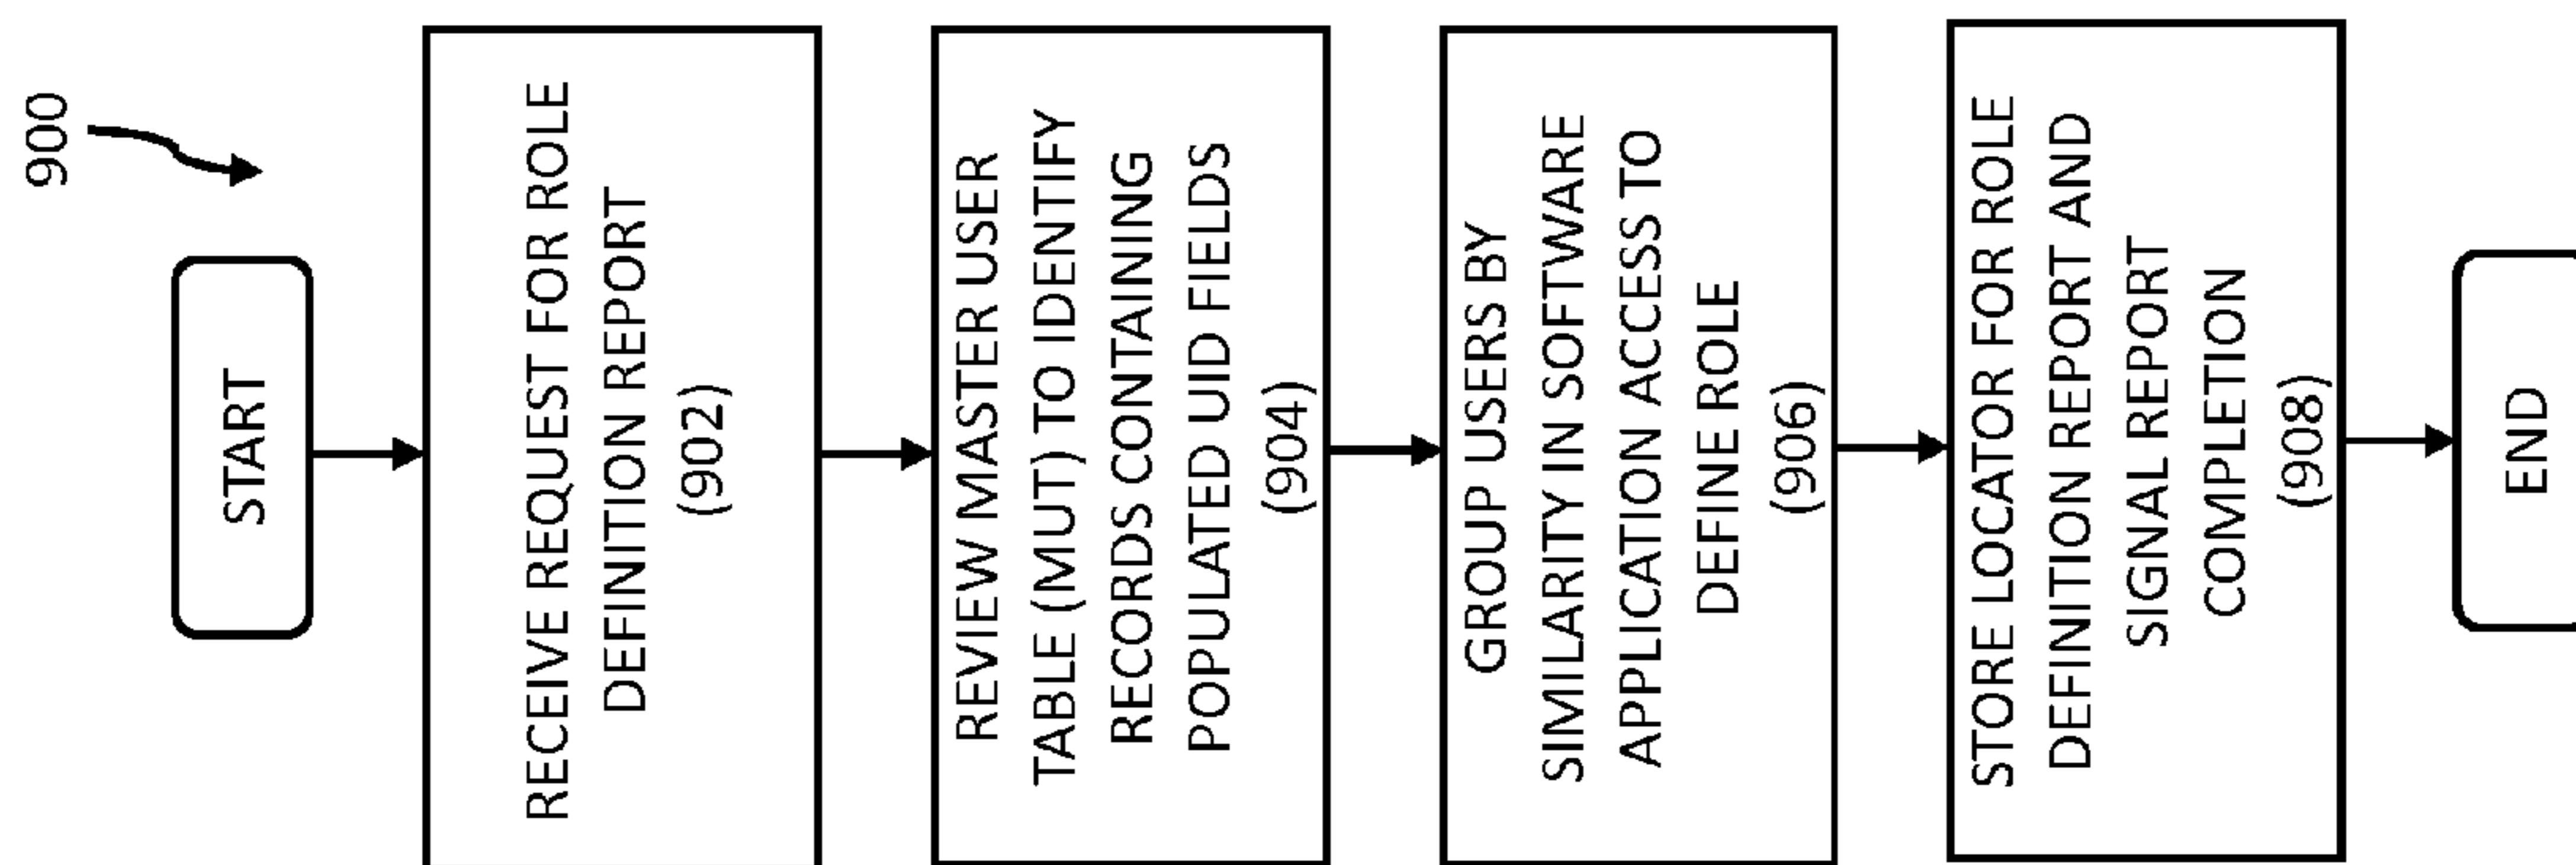 900
START
RECEIVE REQUEST FOR ROLE
DEFINITION REPORT
(902)
REVIEW MASTER USER
TABLE (MUT) TO IDENTIFY
RECORDS CONTAINING
POPULATED UID FIELDS
(904)
GROUP USERS BY
SIMILARITY IN SOFTWARE
APPLICATION ACCESS TO
DEFINE ROLE
(906)
STORE LOCATOR FOR ROLE
DEFINITION REPORT AND
SIGNAL REPORT
COMPLETION
(908)
END